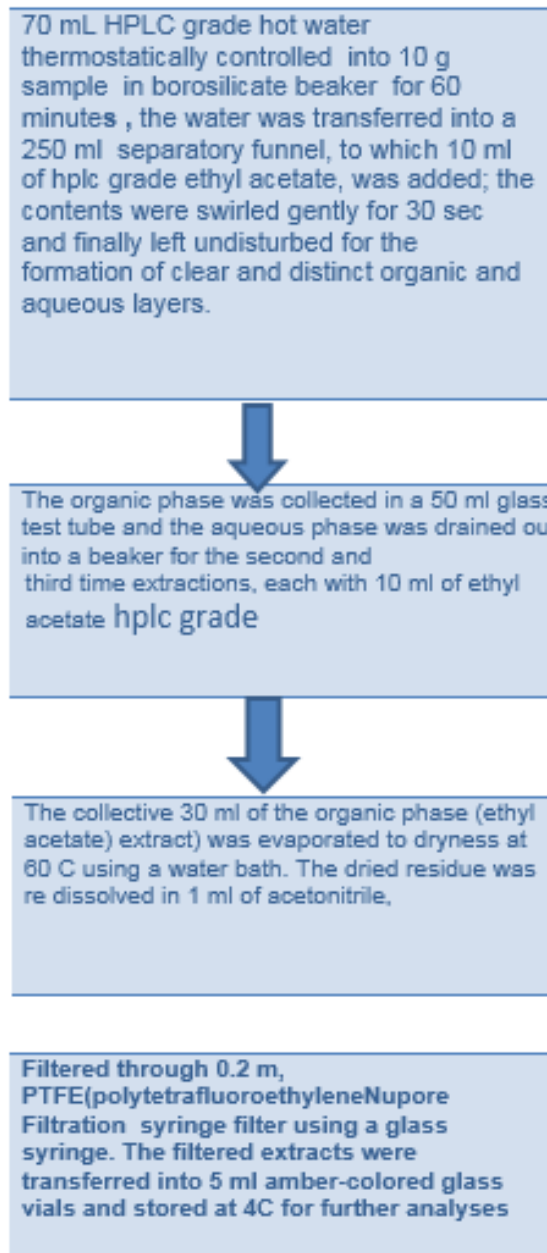 70 mL HPLC grade hot water
thermostatically controlled into 10 g
sample in borosilicate beaker for 60
minutes , the water was transferred into a
250 ml separatory funnel, to which 10 ml
of hplc grade ethyl acetate, was added; the
contents were swirled gently for 30 sec
and finally left undisturbed for the
formation of clear and distinct organic and
aqueous layers.
The organic phase was collected in a 50 ml glass
test tube and the aqueous phase was drained ou
into a beaker for the second and
third time extractions, each with 10 ml of ethyl
acetate hplc grade
The collective 30 ml of the organic phase (ethyl
acetate) extract) was evaporated to dryness at
60 C using a water bath. The dried residue was
re dissolved in 1 ml of acetonitrile,
Filtered through 0.2 m,
PTFE(polytetrafluoroethyleneNupore
Filtration syringe filter using a glass
syringe. The filtered extracts were
transferred into 5 ml amber-colored glass
vials and stored at 4C for further analyses